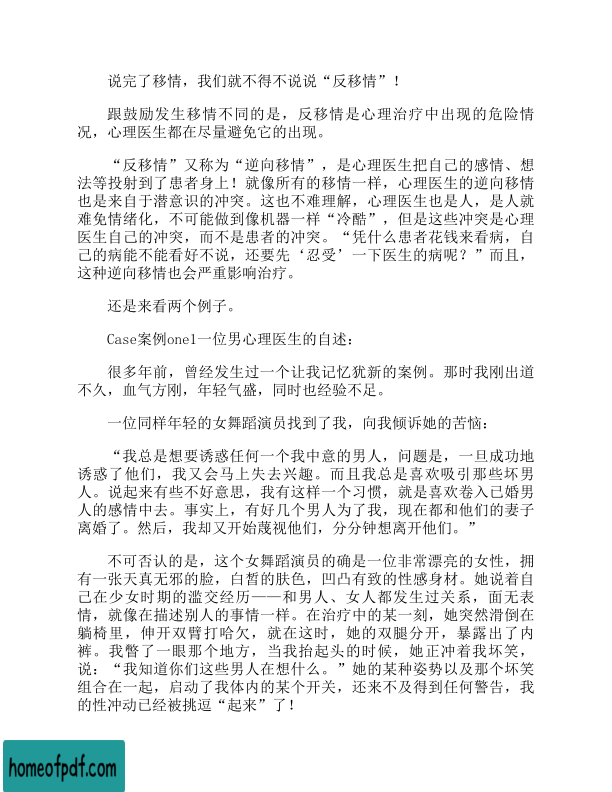 说完了移情，我们就不得不说说“反移情”！
跟鼓励发生移情不同的是，反移情是心理治疗中出现的危险情
况，心理医生都在尽量避免它的出现。
“反移情”又称为“逆向移情”，是心理医生把自己的感情、想
法等投射到了患者身上！就像所有的移情一样，心理医生的逆向移情
也是来自于潜意识的冲突。这也不难理解，心理医生也是人，是人就
难免情绪化，不可能做到像机器一样“冷酷”，但是这些冲突是心理
医生自己的冲突，而不是患者的冲突。“凭什么患者花钱来看病，自
己的病能不能看好不说，还要先‘忍受’一下医生的病呢？”而且，
这种逆向移情也会严重影响治疗。
还是来看两个例子。
Case案例one1一位男心理医生的自述：
很多年前，曾经发生过一个让我记忆犹新的案例。那时我刚出道
不久，血气方刚，年轻气盛，同时也经验不足。
一位同样年轻的女舞蹈演员找到了我，向我倾诉她的苦恼：
“我总是想要诱惑任何一个我中意的男人，问题是，一旦成功地
诱惑了他们，我又会马上失去兴趣。而且我总是喜欢吸引那些坏男
人。说起来有些不好意思，我有这样一个习惯，就是喜欢卷入已婚男
人的感情中去。事实上，有好几个男人为了我，现在都和他们的妻子
离婚了。然后，我却又开始蔑视他们，分分钟想离开他们。”
不可否认的是，这个女舞蹈演员的确是一位非常漂亮的女性，拥
有一张天真无邪的脸，白皙的肤色，凹凸有致的性感身材。她说着自
己在少女时期的滥交经历——和男人、女人都发生过关系，面无表
情，就像在描述别人的事情一样。在治疗中的某一刻，她突然滑倒在
躺椅里，伸开双臂打哈欠，就在这时，她的双腿分开，暴露出了内
裤。我瞥了一眼那个地方，当我抬起头的时候，她正冲着我坏笑，
说：“我知道你们这些男人在想什么。”她的某种姿势以及那个坏笑
组合在一起，启动了我体内的某个开关，还来不及得到任何警告，我
的性冲动已经被挑逗“起来”了！
homeofpdf.com